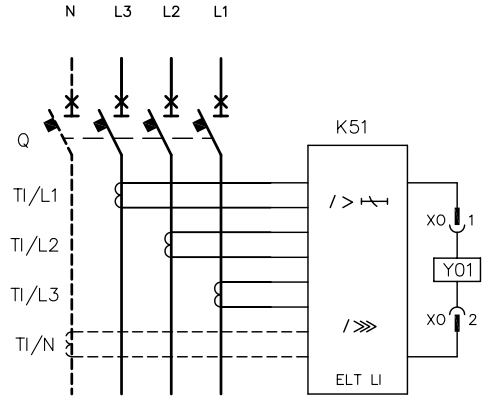 N L3 L2 L1
K51
Q
TI/L1
/ >
X0 1
TI/L2
Y01
TI/L3
X0 2
TI/N
/ >>>
ELT LI